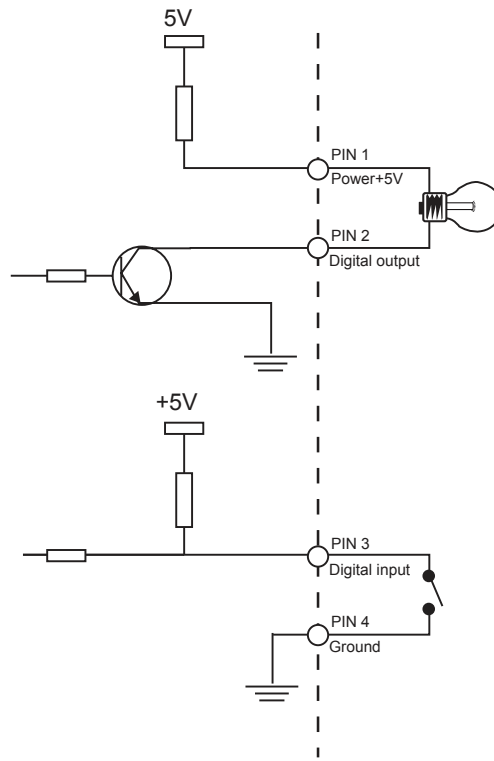 5V
PIN 1
Power+5V
PIN 2
Digital output
+5V
PIN 3
Digital input
PIN 4
Ground